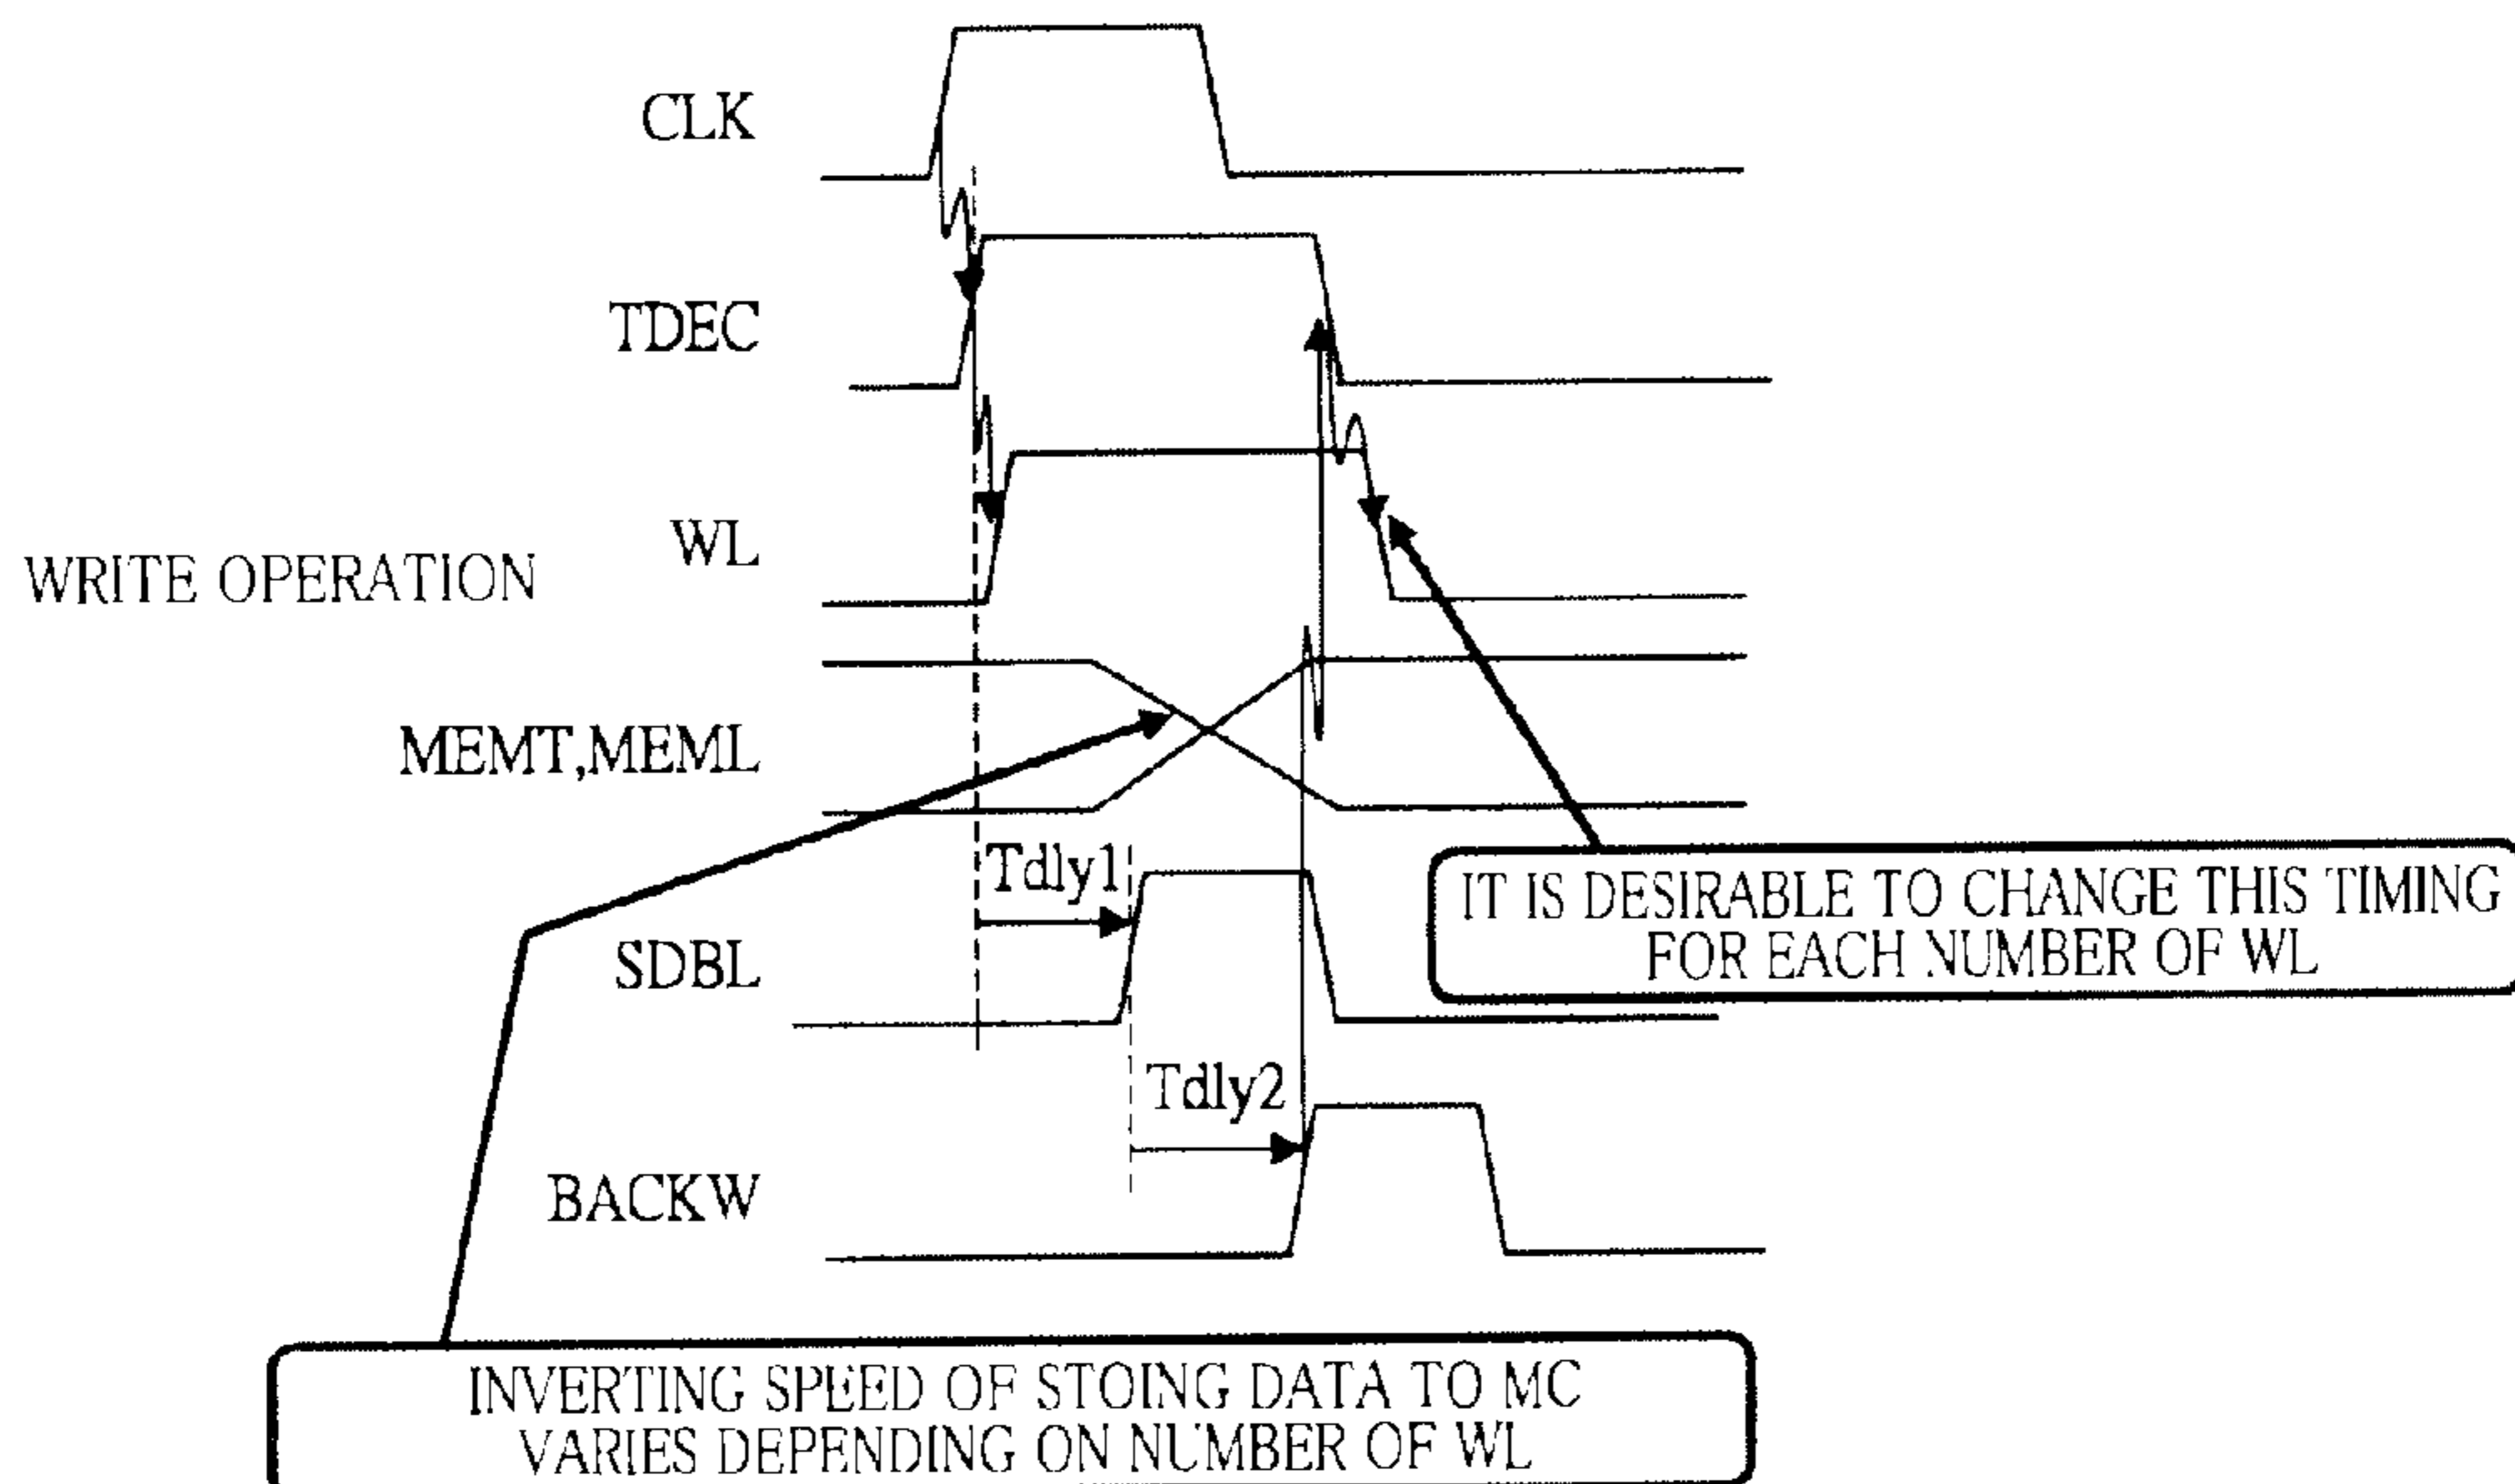 CLK
TDEC
WL
WRITE OPERATION
MEMT,MEML
Tdly1
IT IS DESIRABLE TO CHANGE THIS TIMING
FOR EACH NUMBER OF WL
SDBL
Tdly2
BACKW
INVERTING SPEED OF STOING DATA TO MC
VARIES DEPENDING ON NUMBER OF WL